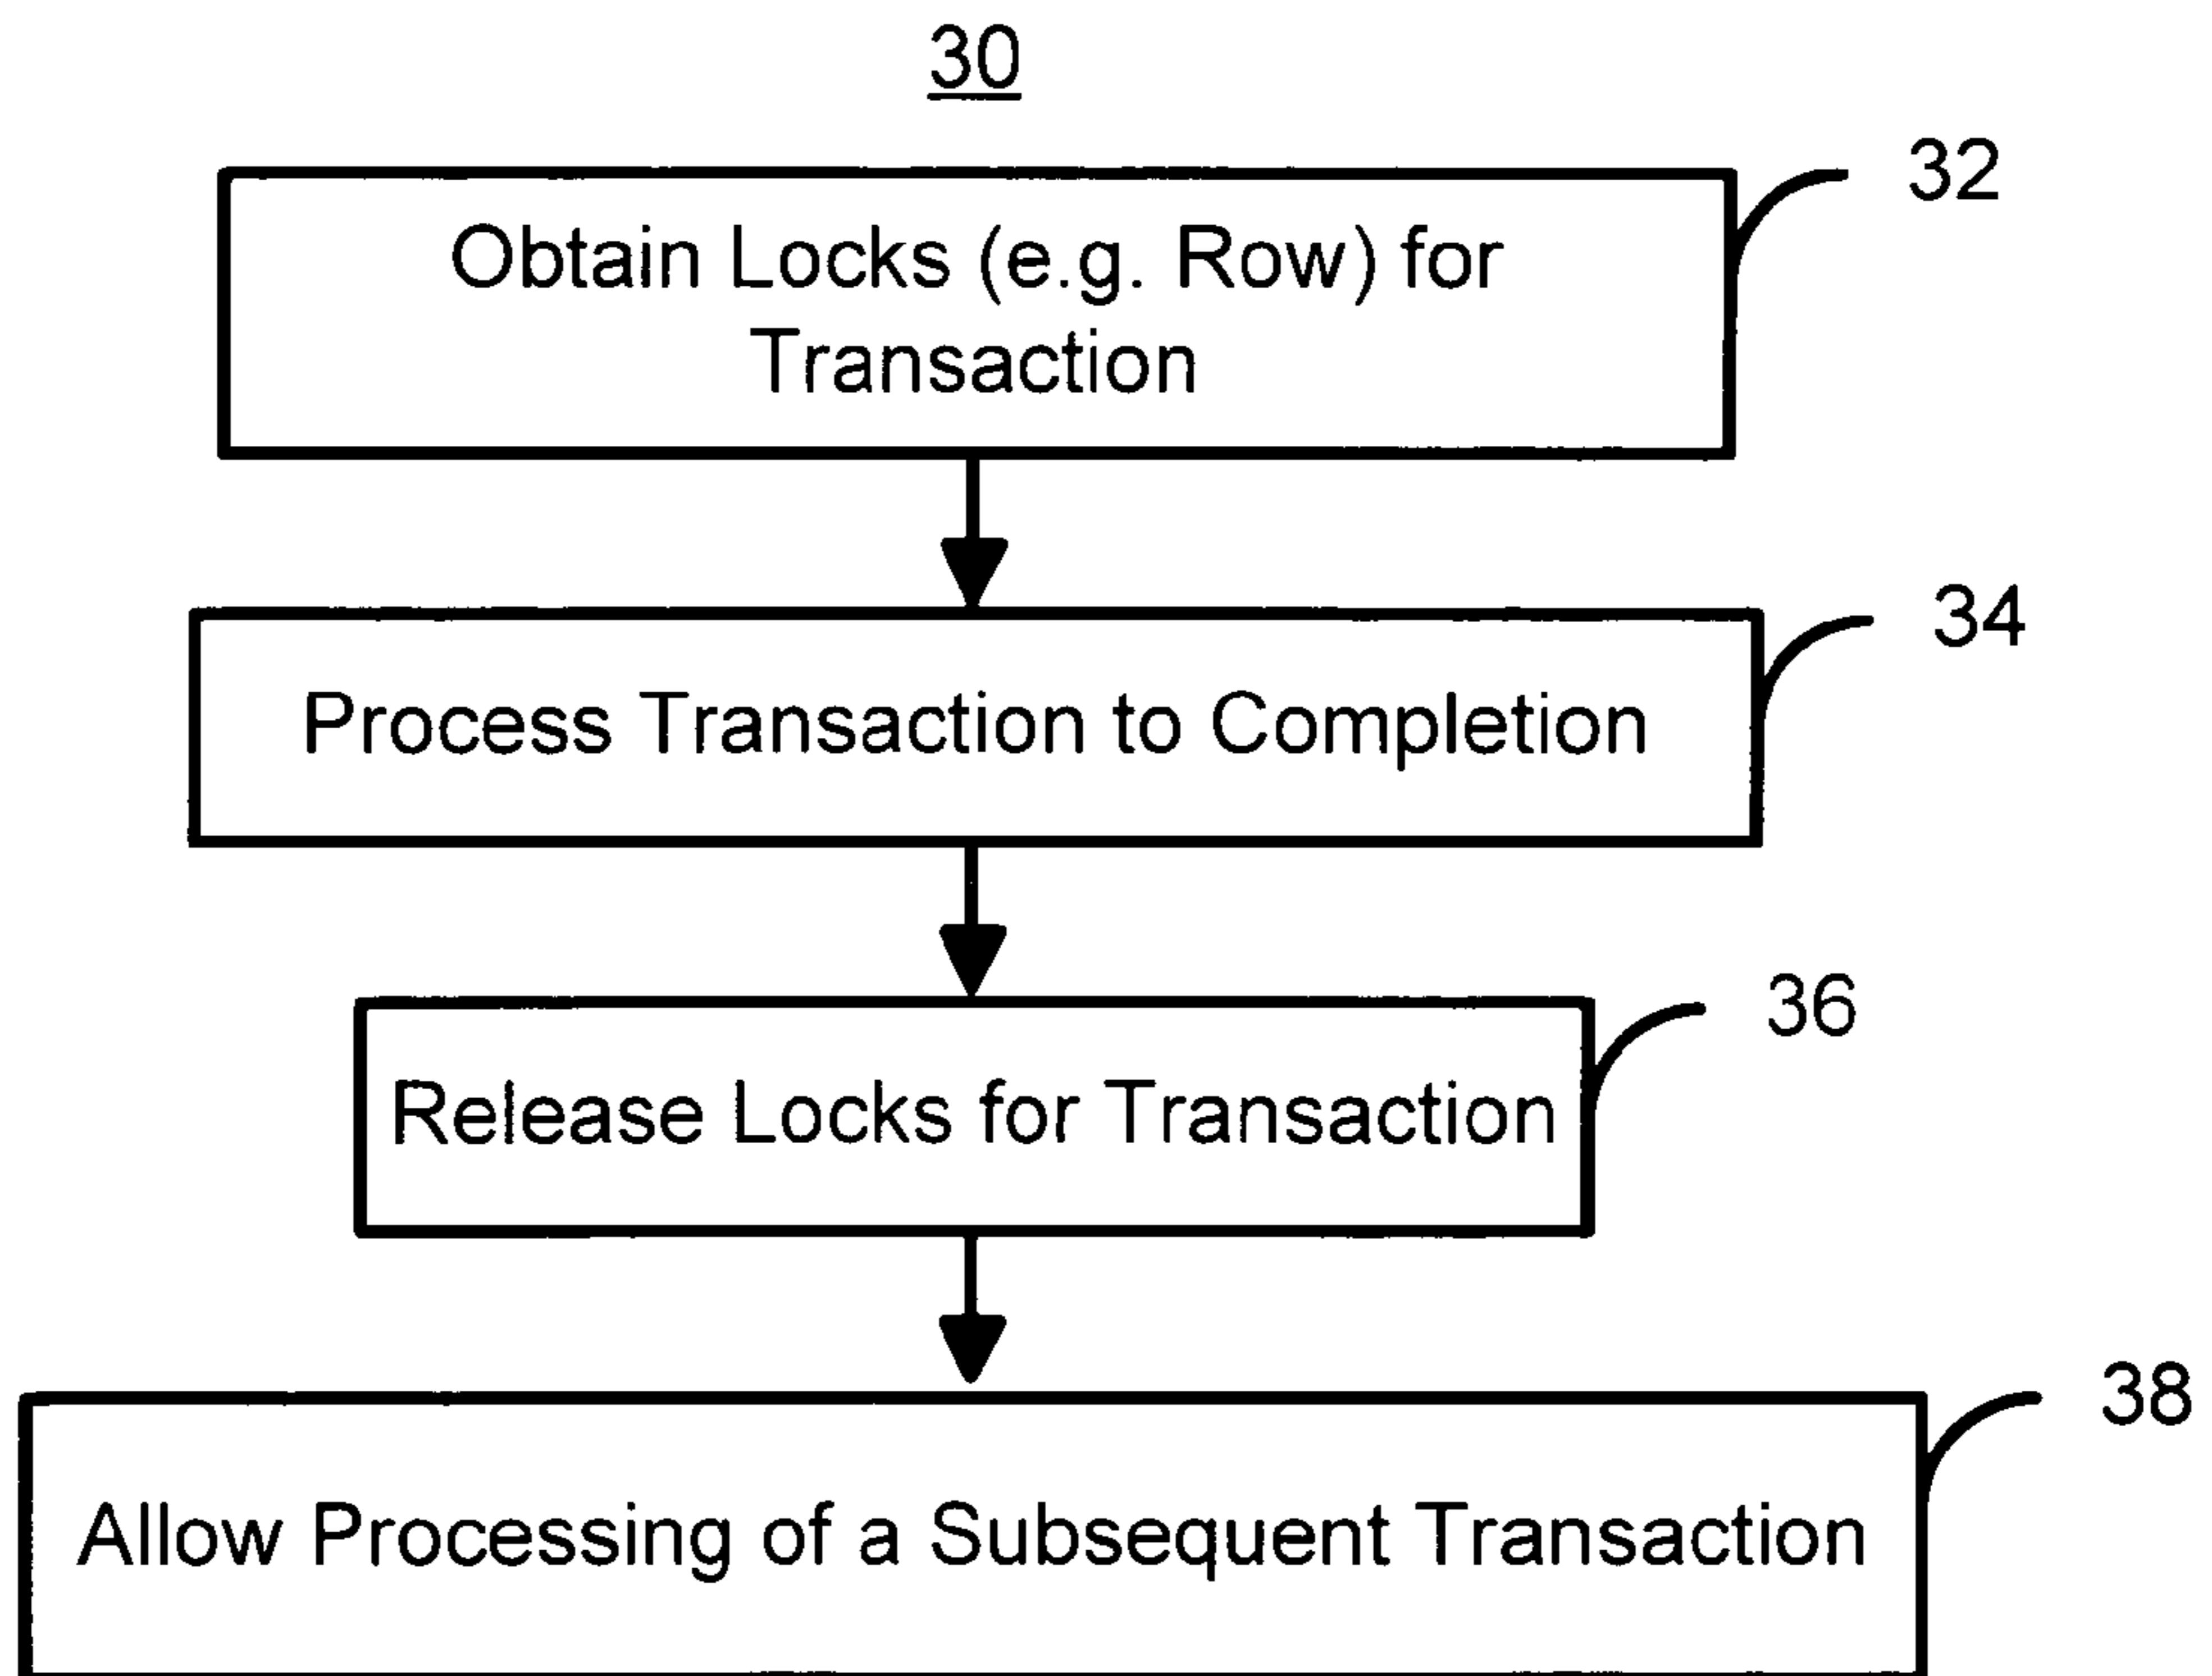 30
32
Obtain Locks (e.g. Row) for
Transaction
34
Process Transaction to Completion
36
Release Locks for Transaction
38
Allow Processing of a Subsequent Transaction